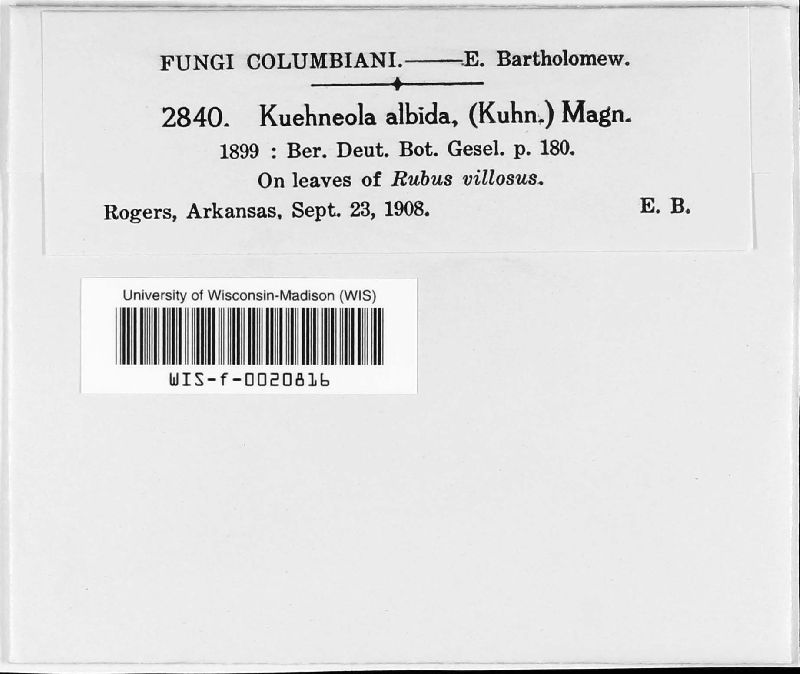 FUNGI COLUMBIANI.——E. Bartholomew.
2840. Kuehneola albida, (Kuhn.) Magn.
1899 : Ber. Deut. Bot. Gesel. p. 180.
On leaves of Rubus villosus.
Rogers, Arkansas, Sept. 23, 1908. E. B.
University of Wisconsin-Madison (WIS)
WIS-f-0020816